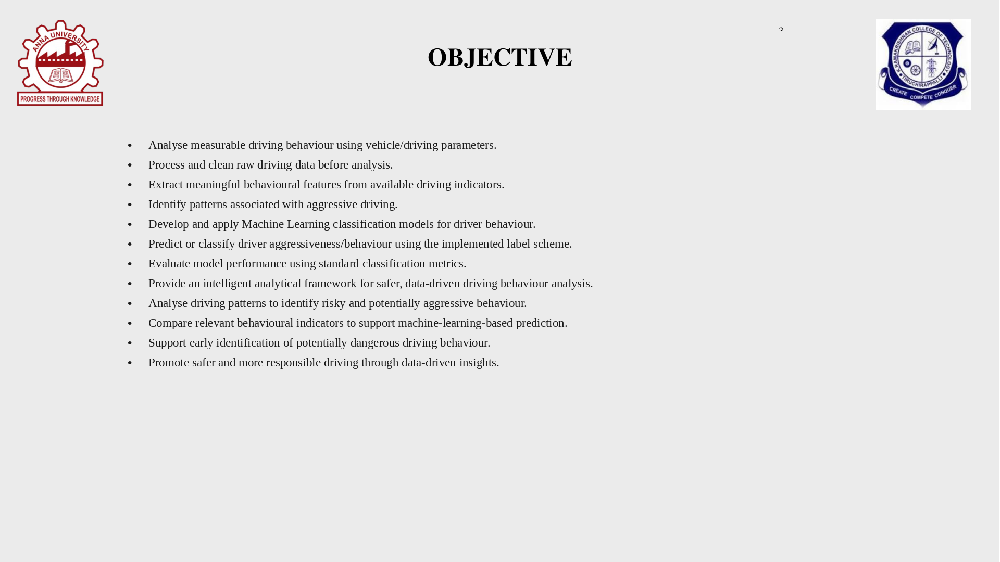 ANNA UNIVERSITY
PROGRESS THROUGH KNOWLEDGE
OBJECTIVE
K RAMAKRISHNAN COLLEGE OF TECHNOLOGY
TIRUCHIRAPPALLI
CREATE COMPETE CONQUER
• Analyse measurable driving behaviour using vehicle/driving parameters.
• Process and clean raw driving data before analysis.
• Extract meaningful behavioural features from available driving indicators.
• Identify patterns associated with aggressive driving.
• Develop and apply Machine Learning classification models for driver behaviour.
• Predict or classify driver aggressiveness/behaviour using the implemented label scheme.
• Evaluate model performance using standard classification metrics.
• Provide an intelligent analytical framework for safer, data-driven driving behaviour analysis.
• Analyse driving patterns to identify risky and potentially aggressive behaviour.
• Compare relevant behavioural indicators to support machine-learning-based prediction.
• Support early identification of potentially dangerous driving behaviour.
• Promote safer and more responsible driving through data-driven insights.